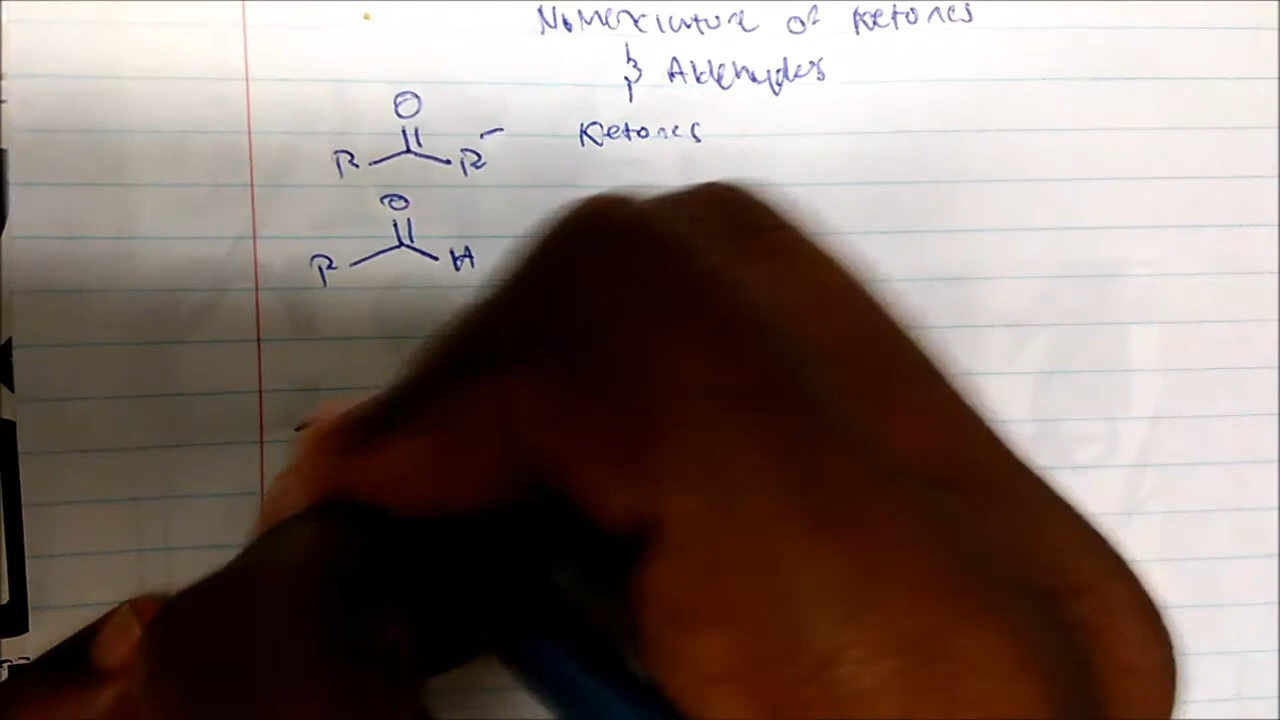 Nomenclature of Ketones
& Aldehydes
Ketones
O
R R'
O
R H